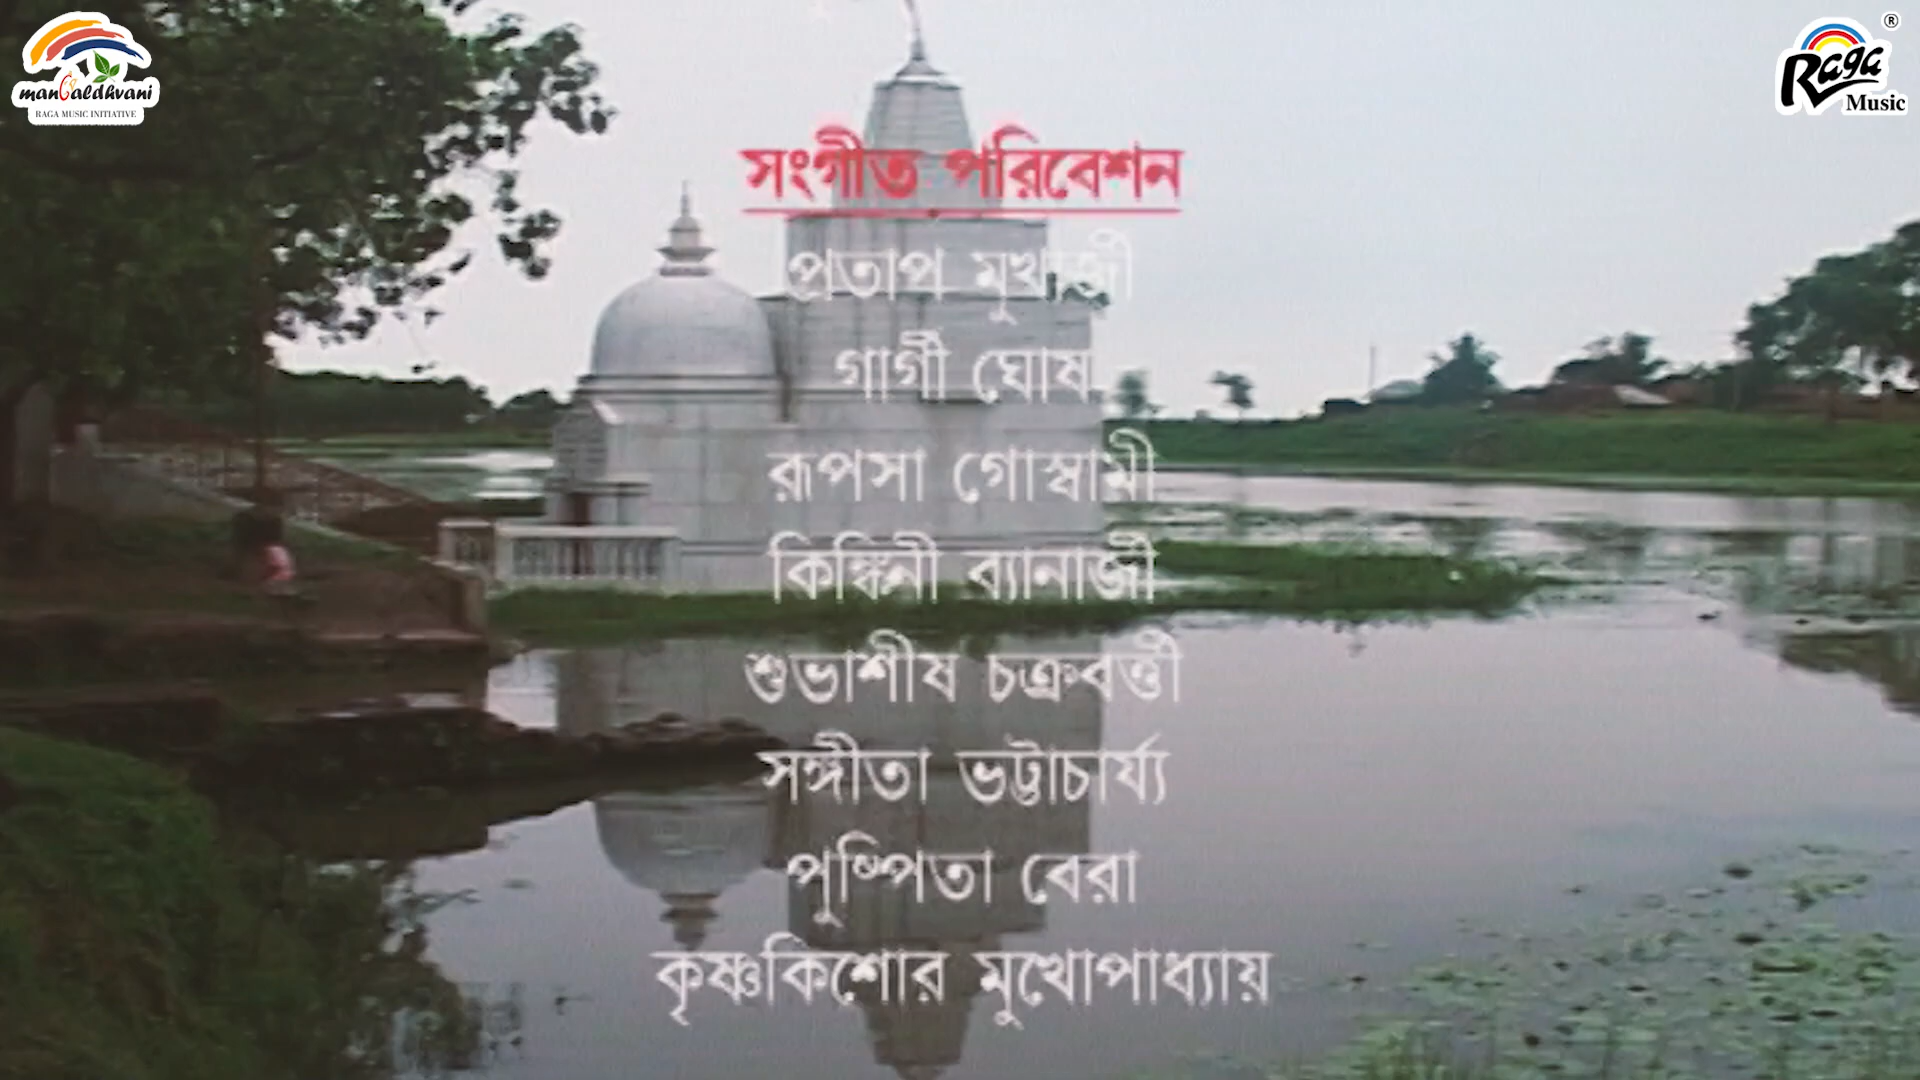 manGaldhvani
RAGA MUSIC INITIATIVE
Raga®
Music
সংগীত পরিবেশন
প্রতাপ মুখার্জী
গার্গী ঘোষ
রূপসা গোস্বামী
কিঙ্কিনী ব্যানার্জী
শুভাশীষ চক্রবর্ত্তী
সঙ্গীতা ভট্টাচার্য্য
পুষ্পিতা বেরা
কৃষ্ণকিশোর মুখোপাধ্যায়